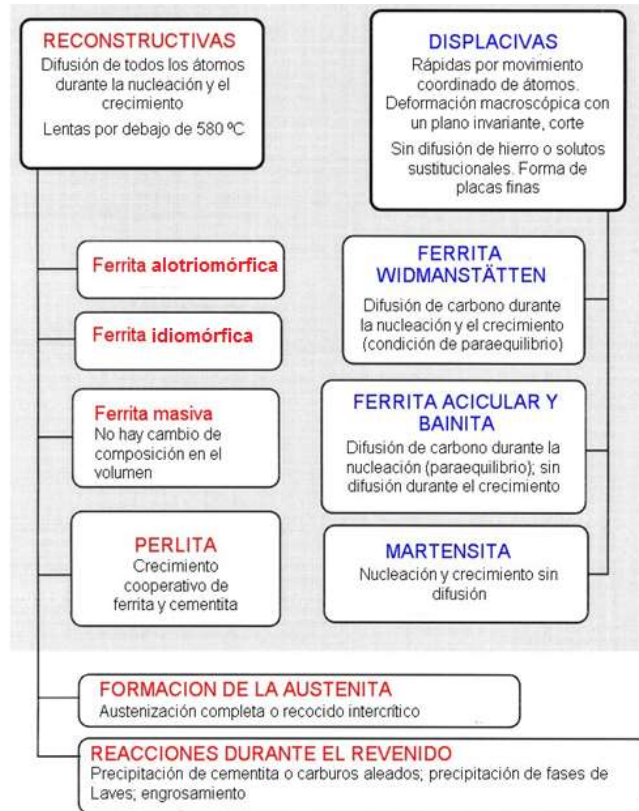 RECONSTRUCTIVAS
Difusión de todos los átomos
durante la nucleación y el
crecimiento
Lentas por debajo de 580 ºC
Ferrita alotriomórfica
Ferrita idiomórfica
Ferrita masiva
No hay cambio de
composición en el
volumen
PERLITA
Crecimiento
cooperativo de
ferrita y cementita
DISPLACIVAS
Rápidas por movimiento
coordinado de átomos.
Deformación macroscópica con
un plano invariante, corte
Sin difusión de hierro o solutos
sustitucionales. Forma de
placas finas
FERRITA
WIDMANSTÄTTEN
Difusión de carbono durante
la nucleación y el crecimiento
(condición de paraequilibrio)
FERRITA ACICULAR Y
BAINITA
Difusión de carbono durante la
nucleación (paraequilibrio); sin
difusión durante el crecimiento
MARTENSITA
Nucleación y crecimiento sin
difusión
FORMACION DE LA AUSTENITA
Austenización completa o recocido intercrítico
REACCIONES DURANTE EL REVENIDO
Precipitación de cementita o carburos aleados; precipitación de fases de
Laves; engrosamiento